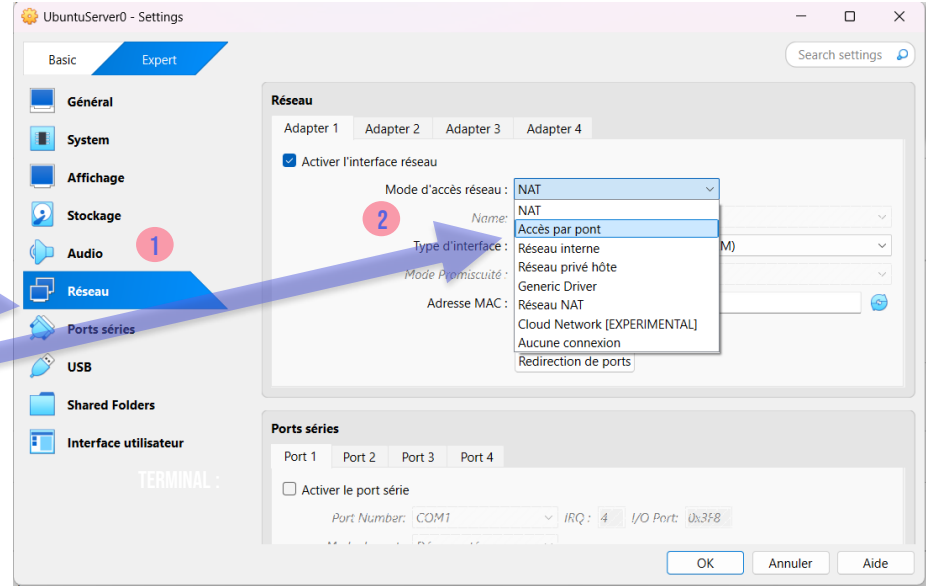 UbuntuServer0 - Settings
Basic Expert Search settings
Général
System
Affichage
Stockage
Audio
Réseau
Ports séries
USB
Shared Folders
Interface utilisateur
TERMINAL :
1
2
Réseau
Adapter 1 Adapter 2 Adapter 3 Adapter 4
Activer l'interface réseau
Mode d'accès réseau : NAT
NAT
Accès par pont
Réseau interne
Réseau privé hôte
Generic Driver
Réseau NAT
Cloud Network [EXPERIMENTAL]
Aucune connexion
Name:
Type d'interface : M)
Mode Promiscuité :
Adresse MAC :
Redirection de ports
Ports séries
Port 1 Port 2 Port 3 Port 4
Activer le port série
Port Number: COM1 IRQ : 4 I/O Port: 0x3F8
OK Annuler Aide